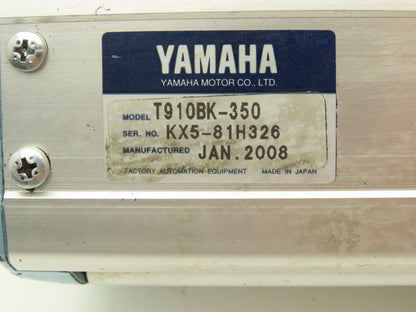 YAMAHA
YAMAHA MOTOR CO., LTD.
MODEL T910BK-350
SER. NO. KX5-81H326
MANUFACTURED JAN. 2008
FACTORY AUTOMATION EQUIPMENT MADE IN JAPAN